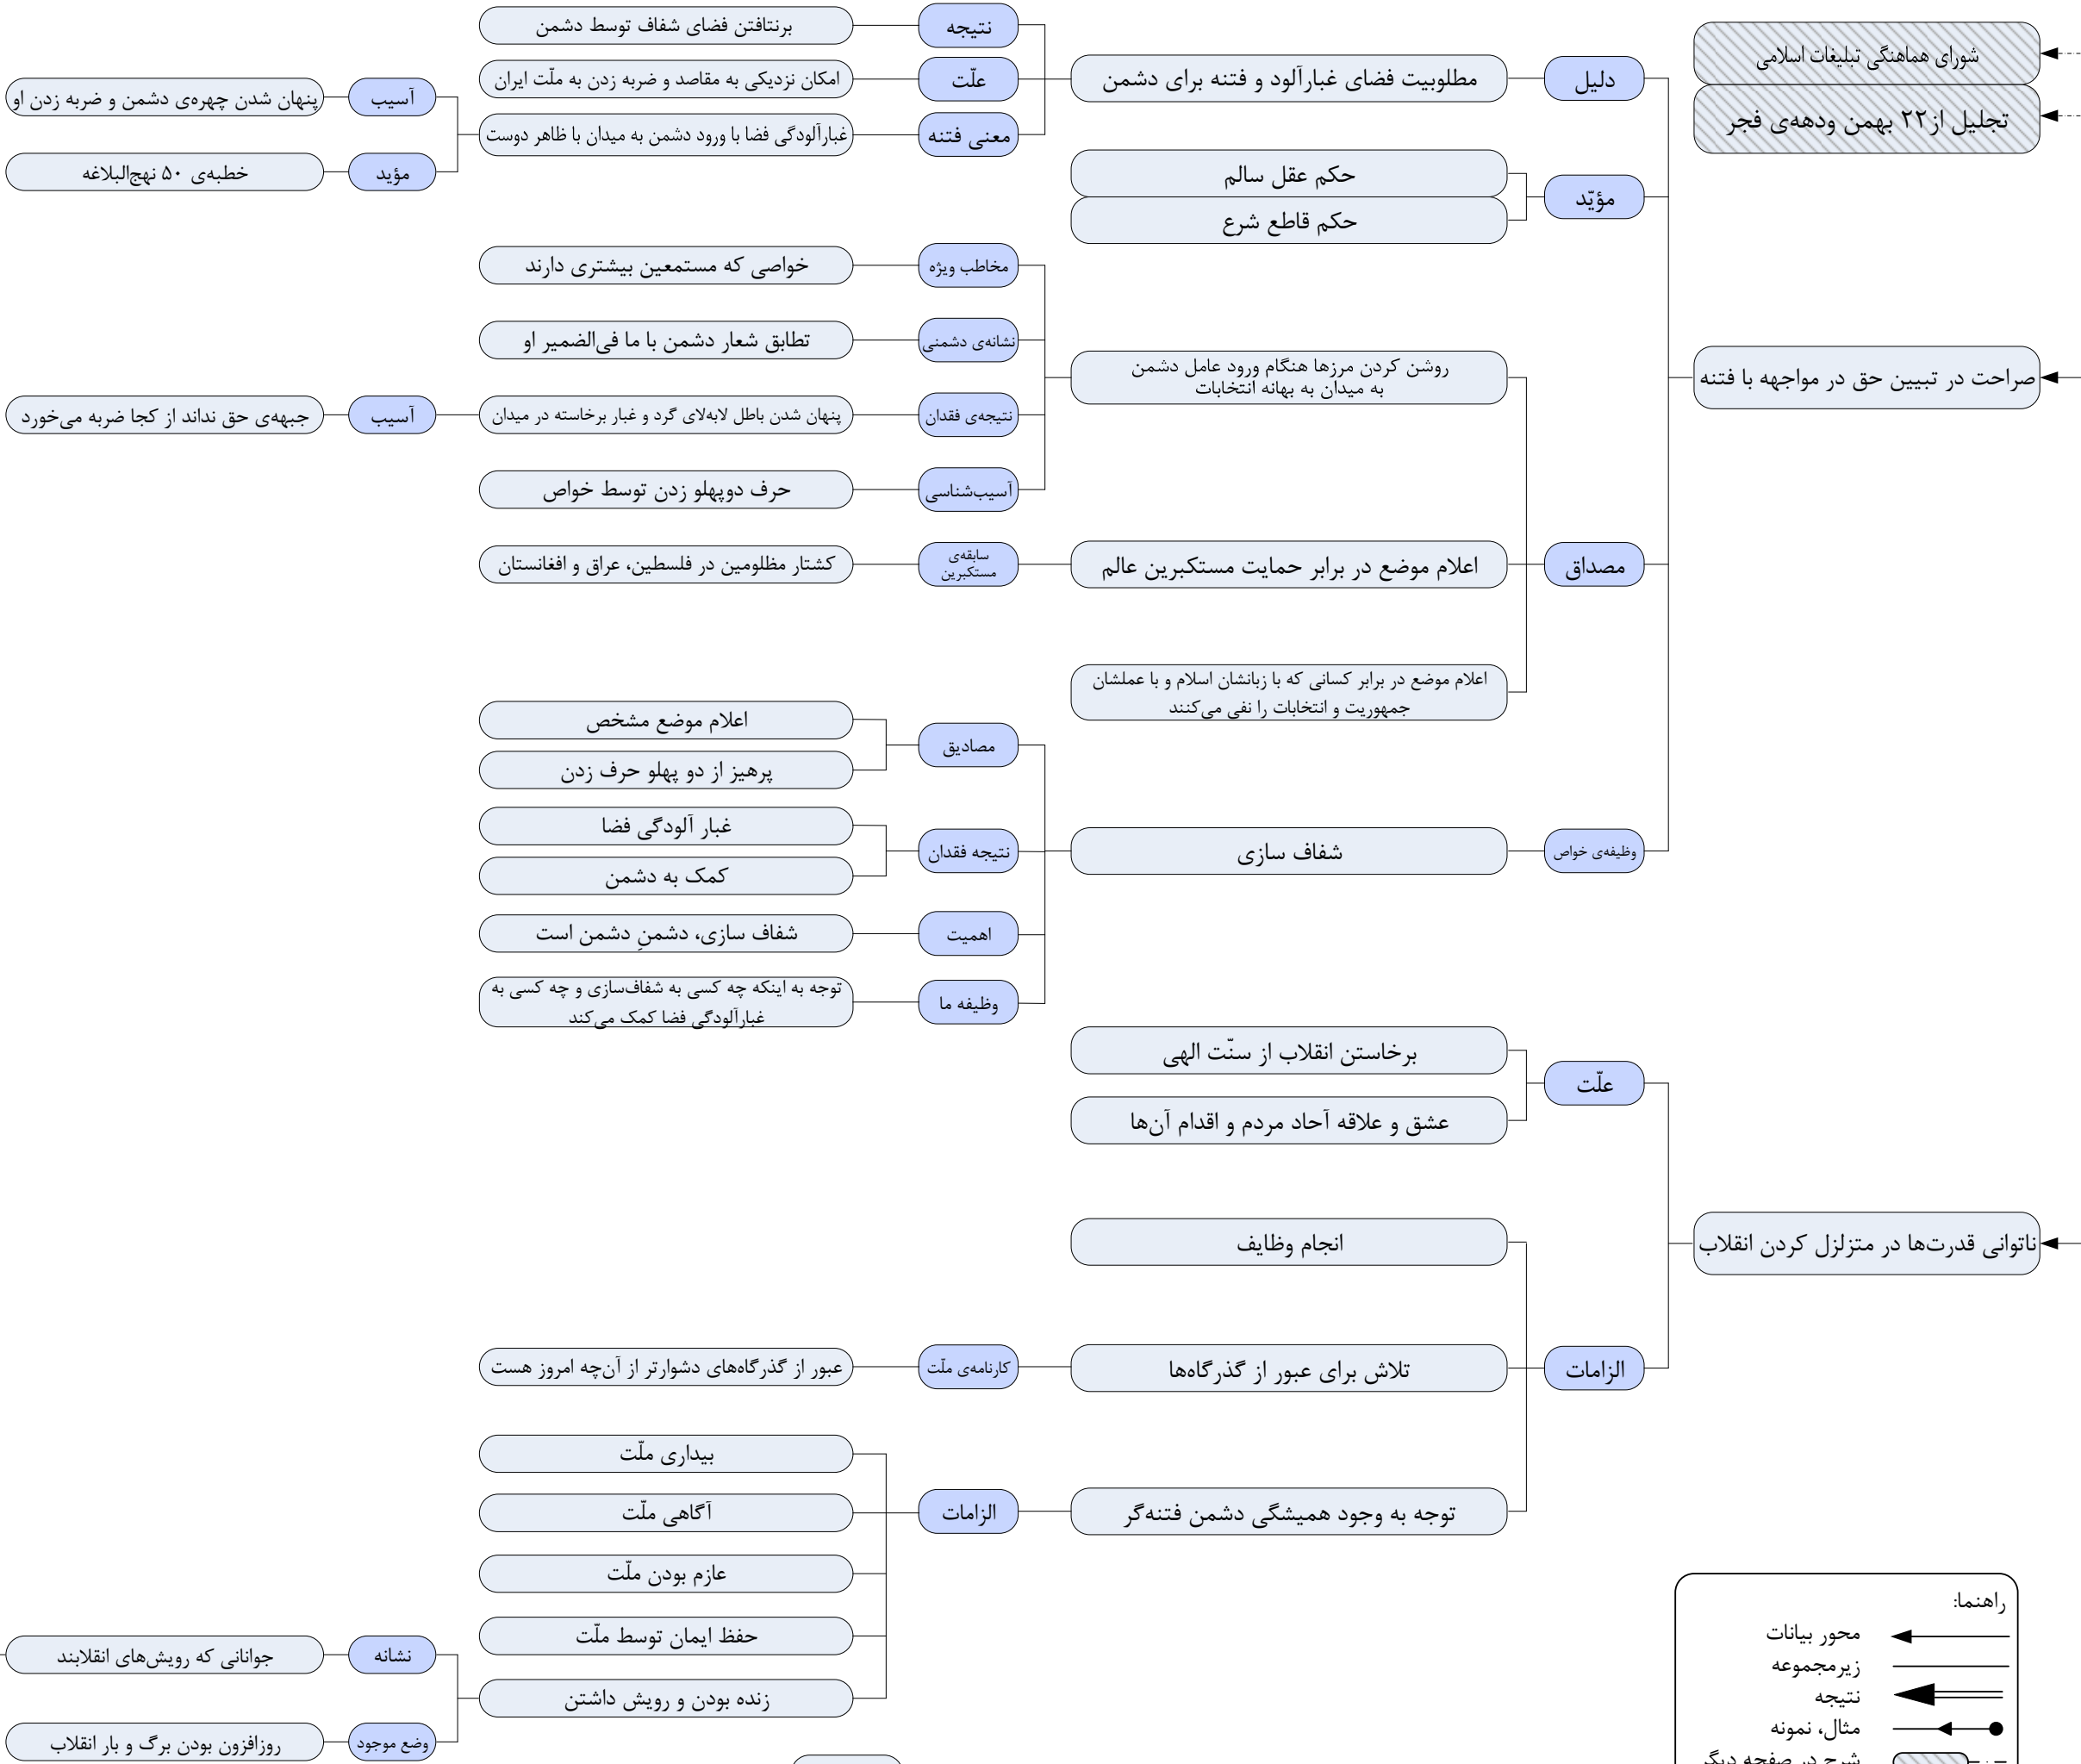 شورای هماهنگی تبلیغات اسلامی
تجلیل از۲۲ بهمن ودهه‌ی فجر
صراحت در تبیین حق در مواجهه با فتنه
دلیل
مطلوبیت فضای غبارآلود و فتنه برای دشمن
نتیجه
برنتافتن فضای شفاف توسط دشمن
علّت
امکان نزدیکی به مقاصد و ضربه زدن به ملّت ایران
معنی فتنه
غبارآلودگی فضا با ورود دشمن به میدان با ظاهر دوست
آسیب
پنهان شدن چهره‌ی دشمن و ضربه زدن او
مؤید
خطبه‌ی ۵۰ نهج‌البلاغه
مؤیّد
حکم عقل سالم
حکم قاطع شرع
مصداق
روشن کردن مرزها هنگام ورود عامل دشمن
به میدان به بهانه انتخابات
مخاطب ویژه
خواصی که مستمعین بیشتری دارند
نشانه‌ی دشمنی
تطابق شعار دشمن با ما فی‌الضمیر او
نتیجه‌ی فقدان
پنهان شدن باطل لابه‌لای گرد و غبار برخاسته در میدان
آسیب
جبهه‌ی حق نداند از کجا ضربه می‌خورد
آسیب‌شناسی
حرف دوپهلو زدن توسط خواص
اعلام موضع در برابر حمایت مستکبرین عالم
سابقه‌ی
مستکبرین
کشتار مظلومین در فلسطین، عراق و افغانستان
اعلام موضع در برابر کسانی که با زبانشان اسلام و با عملشان
جمهوریت و انتخابات را نفی می‌کنند
وظیفه‌ی خواص
شفاف سازی
مصادیق
اعلام موضع مشخص
پرهیز از دو پهلو حرف زدن
نتیجه فقدان
غبار آلودگی فضا
کمک به دشمن
اهمیت
شفاف سازی، دشمنِ دشمن است
وظیفه ما
توجه به اینکه چه کسی به شفاف‌سازی و چه کسی به
غبارآلودگی فضا کمک می‌کند
ناتوانی قدرت‌ها در متزلزل کردن انقلاب
علّت
برخاستن انقلاب از سنّت الهی
عشق و علاقه آحاد مردم و اقدام آن‌ها
الزامات
انجام وظایف
تلاش برای عبور از گذرگاه‌ها
کارنامه‌ی ملّت
عبور از گذرگاه‌های دشوارتر از آن‌چه امروز هست
توجه به وجود همیشگی دشمن فتنه‌گر
الزامات
بیداری ملّت
آگاهی ملّت
عازم بودن ملّت
حفظ ایمان توسط ملّت
زنده بودن و رویش داشتن
نشانه
جوانانی که رویش‌های انقلابند
وضع موجود
روزافزون بودن برگ و بار انقلاب
راهنما:
محور بیانات
زیرمجموعه
نتیجه
مثال، نمونه
شرح در صفحه دیگر